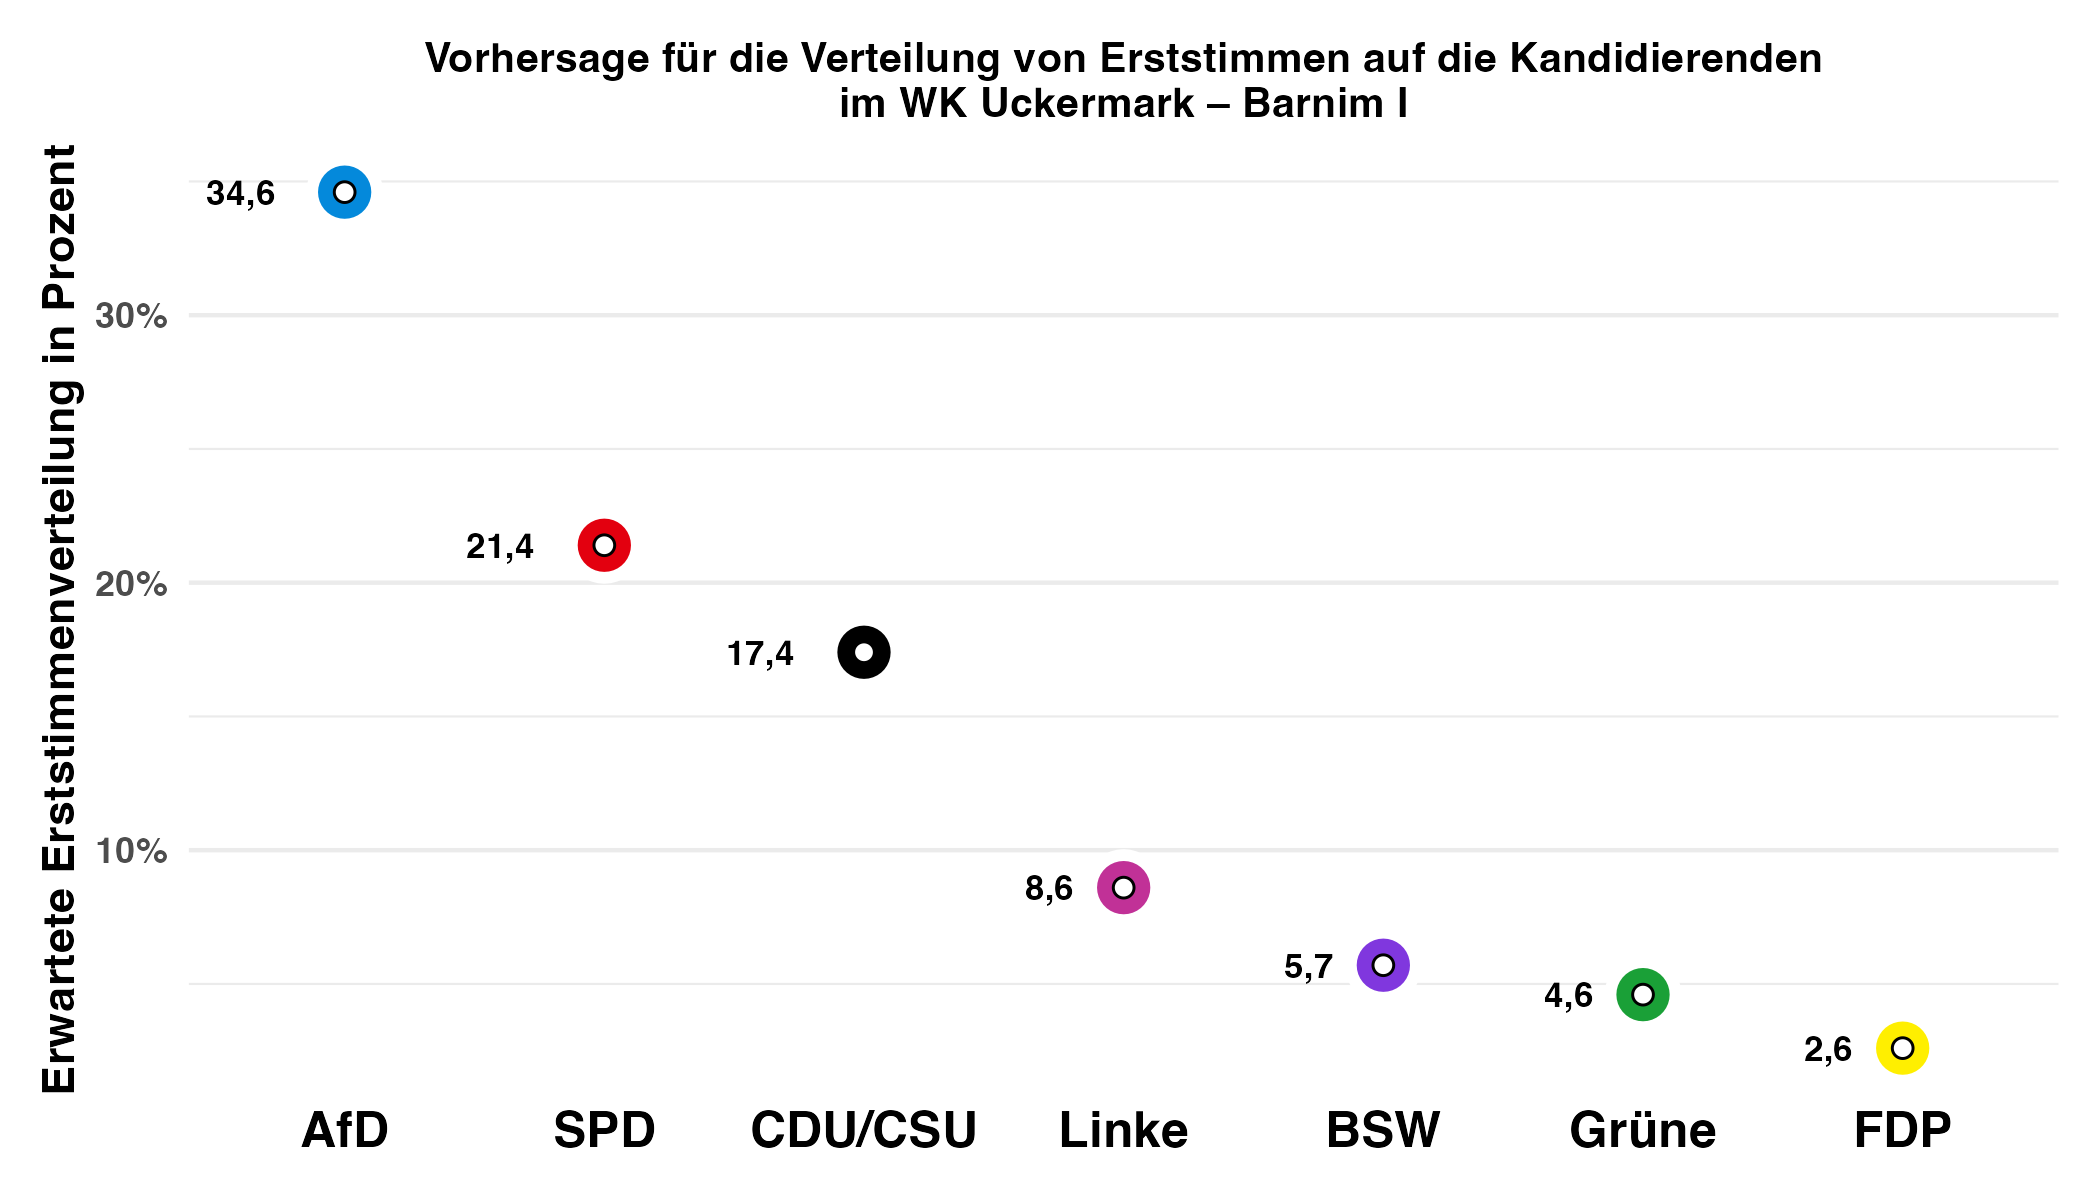 Vorhersage für die Verteilung von Erststimmen auf die Kandidierenden
im WK Uckermark – Barnim I
Erwartete Erststimmenverteilung in Prozent
34,6
30%
21,4
20%
17,4
10%
8,6
5,7
4,6
2,6
AfD
SPD
CDU/CSU
Linke
BSW
Grüne
FDP